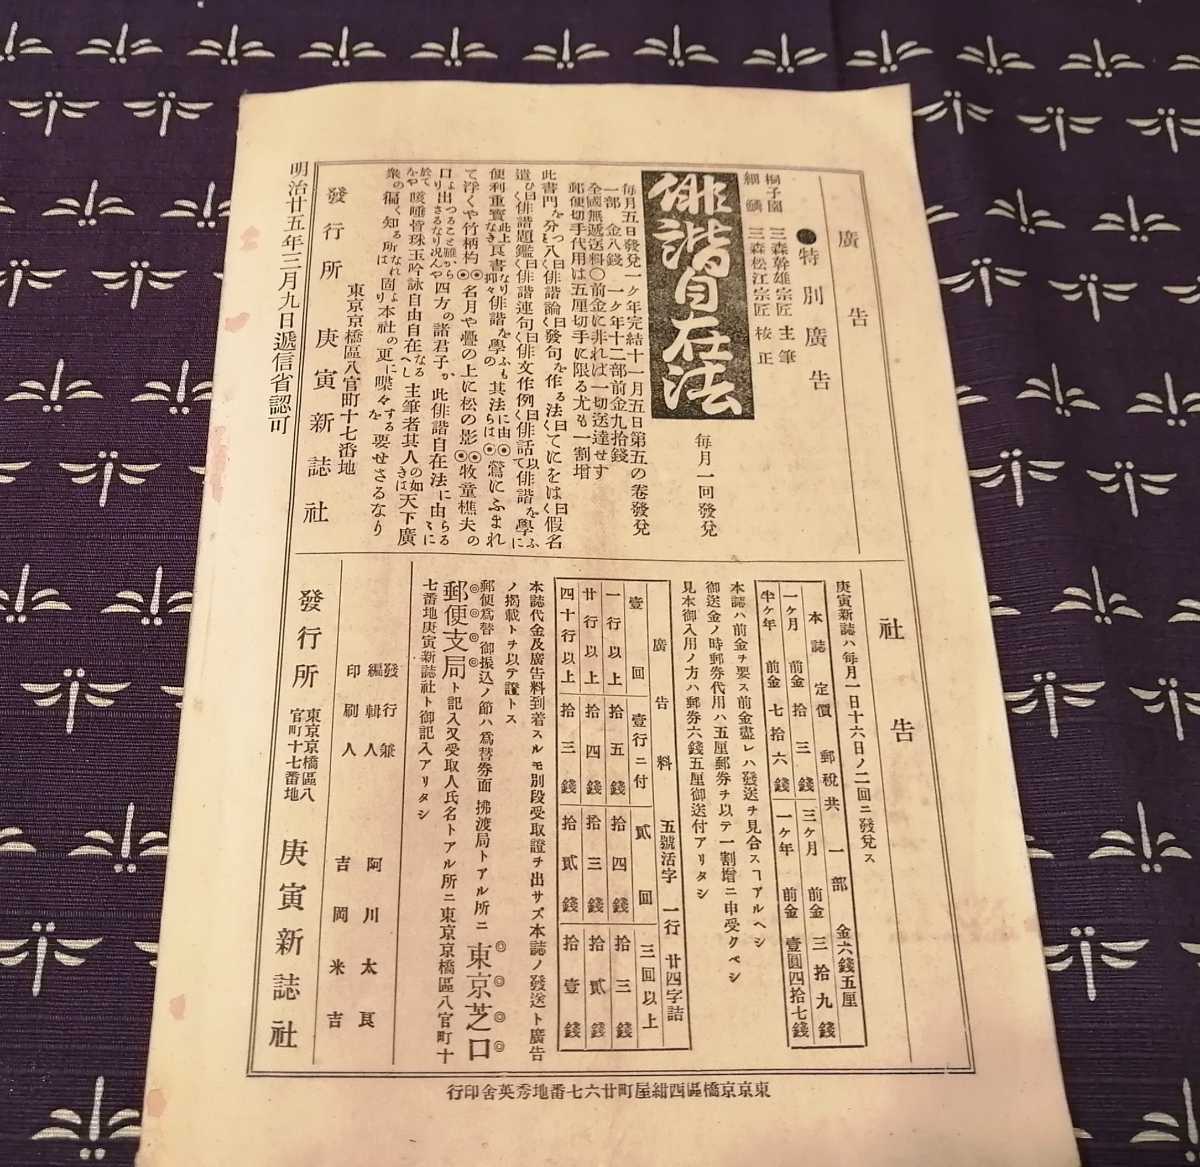 廣告
●特別廣告
桐子園 三森幹雄宗匠 主筆
細鱗 三森松江宗匠 校正
俳諧自在法
毎月一回發兌
毎月五日發兌一ケ年完結十一月五日第五の卷發兌
一部金八錢 一ケ年十二部前金九拾錢
全國無遞送料〇前金に非れば一切送達せす
郵便切手代用は五厘切手に限る尤も一割増
此書門を分つ八曰俳諧論曰く發句を作る法曰くてにをは曰く假名
遣ひ曰く俳諧題鑑曰く俳諧連句曰く俳文作例曰く俳話以て俳諧を學ふに
便利重寳此上なき良書なり抑々俳諧を學ふも其の法に由らは◉鶯にふまれ
て浮くや竹柄杓◉名月や疊の上に松の影◉牧童樵夫の
口より出つることさるなり雖から况んや四方の諸君子か此俳諧自在法に由らるゝに
於てをや咳唾皆珠玉吟詠自由自在なるへし主筆者其人の如きは天下廣
衆の徧く知る所なれは固より本社の更に喋々するを要せさるなり
東京京橋區八官町十七番地
發行所 庚寅新誌社
明治廿五年三月九日遞信省認可
社告
庚寅新誌ハ毎月一日十六日ノ二回ニ發兌ス
本誌定價 郵税共 一部 金六錢五厘
一ケ月 前金 拾三錢 三ケ月 前金 三拾九錢
半ケ年 前金 七拾六錢 一ケ年 前金 壹圓四拾七錢
本誌ハ前金ヲ要ス前金盡レハ發送ヲ見合スヿアルヘシ
御送金ノ時郵券代用ハ五厘郵券ヲ以テ一割増ニ申受クベシ
見本御入用ノ方ハ郵券六錢五厘御送付アリタシ
廣告料 五號活字 一行 廿四字詰
壹回 壹行ニ付 貳回 三回以上
一行以上 拾五錢 拾四錢 拾三錢
廿行以上 拾四錢 拾三錢 拾貳錢
四十行以上 拾三錢 拾貳錢 拾壹錢
本誌代金及廣告料到着スルモ別段受取證ヲ出サズ本誌ノ發送ト廣告
ノ揭載トヲ以テ證トス
郵便爲替御振込ノ節ハ爲替券面拂渡局トアル所ニ東京芝口
郵便支局ト記入又受取人氏名トアル所ニ東京京橋區八官町十
七番地庚寅新誌社ト御記入アリタシ
發行兼編輯人 阿川太良
印刷人 吉岡米吉
發行所 東京京橋區八官町十七番地 庚寅新誌社
東京京橋區西紺屋町廿六七番地秀英舍印行